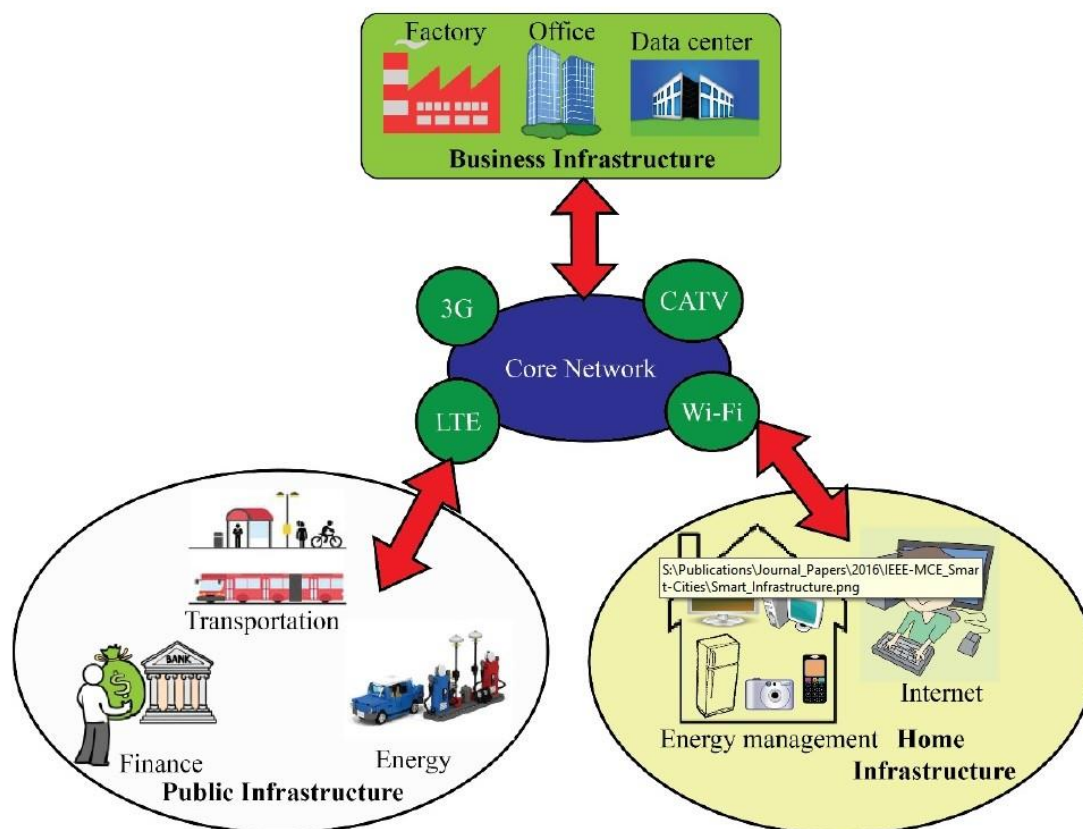 Factory
Office
Data center
Business Infrastructure
3G
CATV
Core Network
LTE
Wi-Fi
Transportation
BANK
$
Finance
Energy
Public Infrastructure
S:\Publications\Journal_Papers\2016\IEEE-MCE_Smar
t-Cities\Smart_Infrastructure.png
Internet
Energy management
Home
Infrastructure